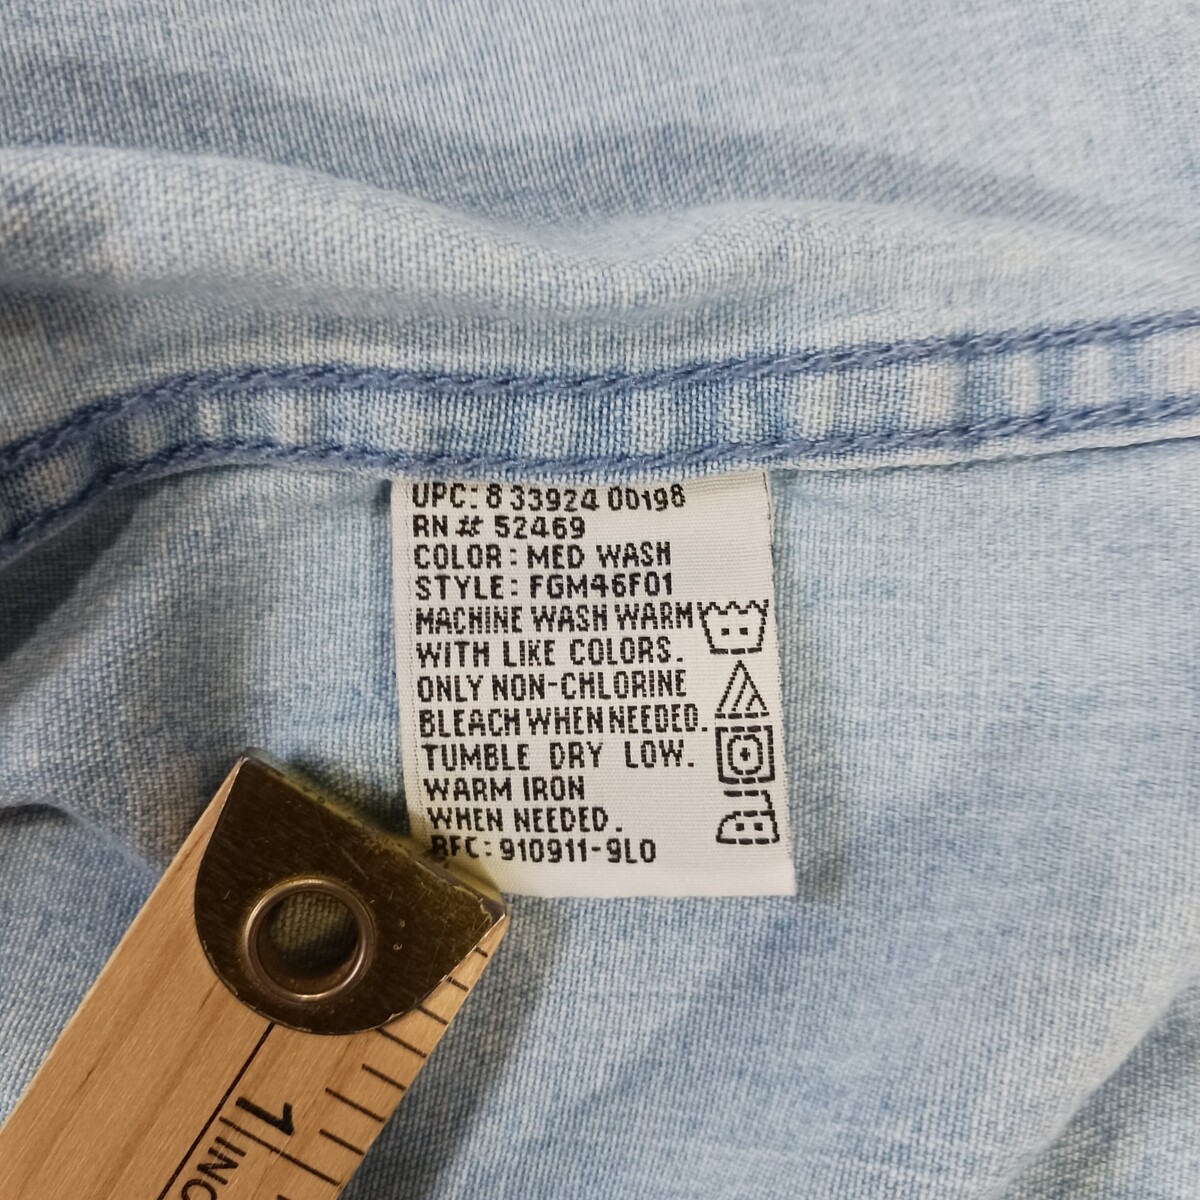 UPC: 8 33924 00198
RN # 52469
COLOR: MED WASH
STYLE: FGM46F01
MACHINE WASH WARM
WITH LIKE COLORS.
ONLY NON-CHLORINE
BLEACH WHEN NEEDED.
TUMBLE DRY LOW.
WARM IRON
WHEN NEEDED.
RFC: 910911-9LO
1
INC